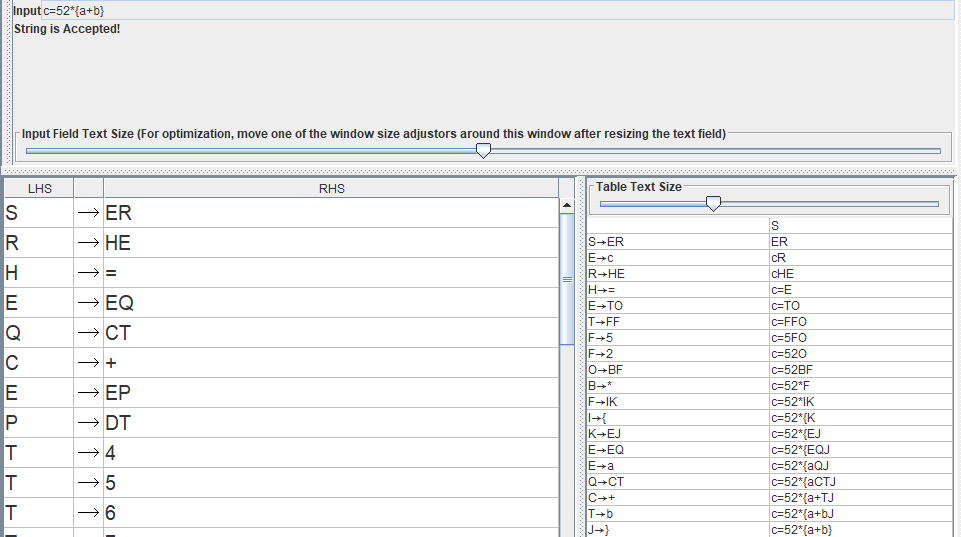 Input c=52*{a+b}
String is Accepted!
Input Field Text Size (For optimization, move one of the window size adjustors around this window after resizing the text field)
LHS RHS
S → ER
R → HE
H → =
E → EQ
Q → CT
C → +
E → EP
P → DT
T → 4
T → 5
T → 6
Table Text Size
S
S→ER ER
E→c cR
R→HE cHE
H→= c=E
E→TO c=TO
T→FF c=FFO
F→5 c=5FO
F→2 c=52O
O→BF c=52BF
B→* c=52*F
F→IK c=52*IK
I→{ c=52*{K
K→EJ c=52*{EJ
E→EQ c=52*{EQJ
E→a c=52*{aQJ
Q→CT c=52*{aCTJ
C→+ c=52*{a+TJ
T→b c=52*{a+bJ
J→} c=52*{a+b}